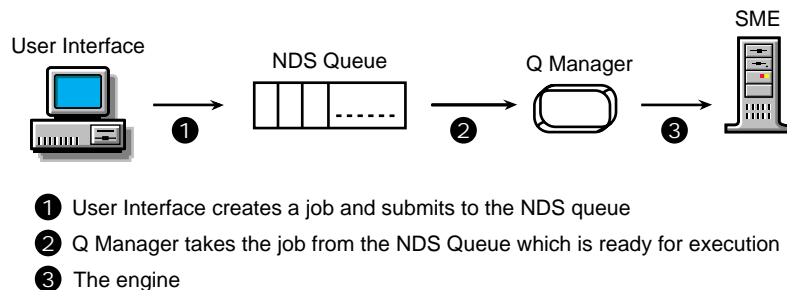 SME
User Interface
NDS Queue
Q Manager
1
2
3
1 User Interface creates a job and submits to the NDS queue
2 Q Manager takes the job from the NDS Queue which is ready for execution
3 The engine